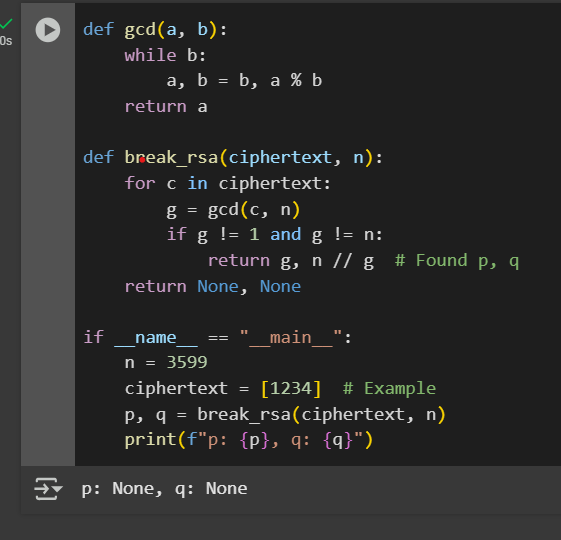 0s
def gcd(a, b):
    while b:
        a, b = b, a % b
    return a

def break_rsa(ciphertext, n):
    for c in ciphertext:
        g = gcd(c, n)
        if g != 1 and g != n:
            return g, n // g  # Found p, q
    return None, None

if __name__ == "__main__":
    n = 3599
    ciphertext = [1234]  # Example
    p, q = break_rsa(ciphertext, n)
    print(f"p: {p}, q: {q}")
p: None, q: None